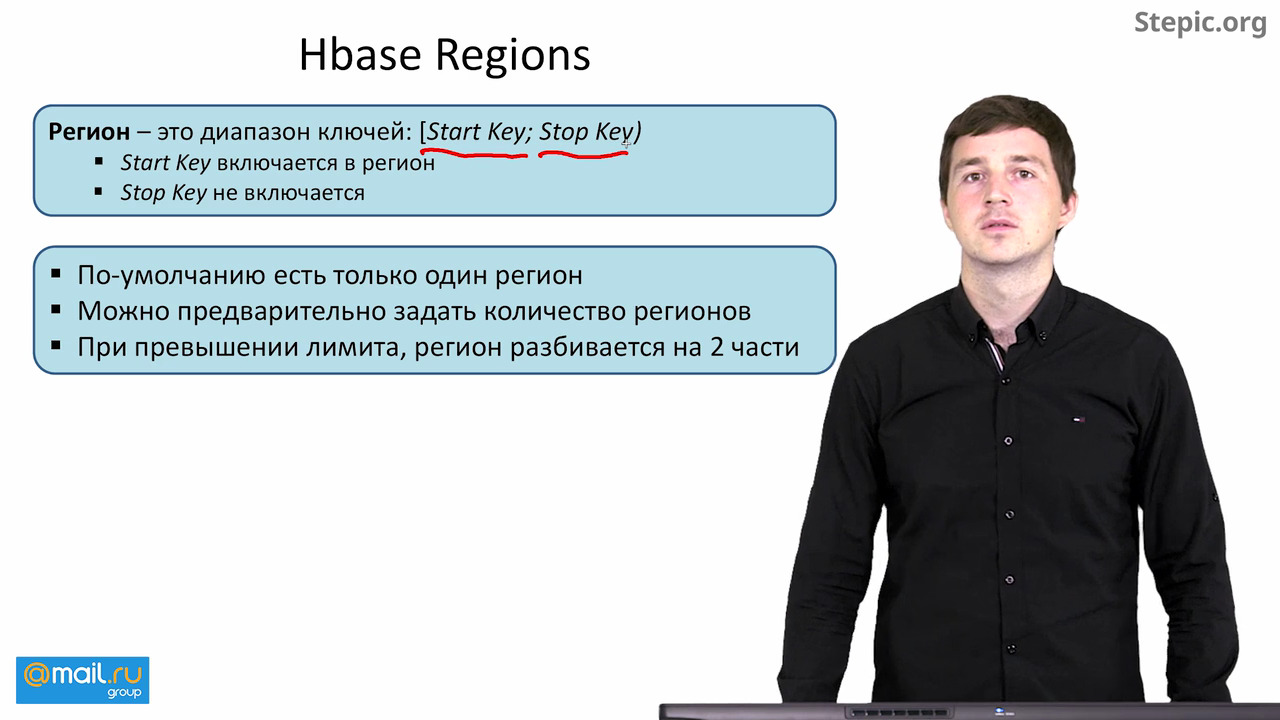 Stepic.org
Hbase Regions
Регион – это диапазон ключей: [Start Key; Stop Key)
▪ Start Key включается в регион
▪ Stop Key не включается
▪ По-умолчанию есть только один регион
▪ Можно предварительно задать количество регионов
▪ При превышении лимита, регион разбивается на 2 части
@mail.ru
group